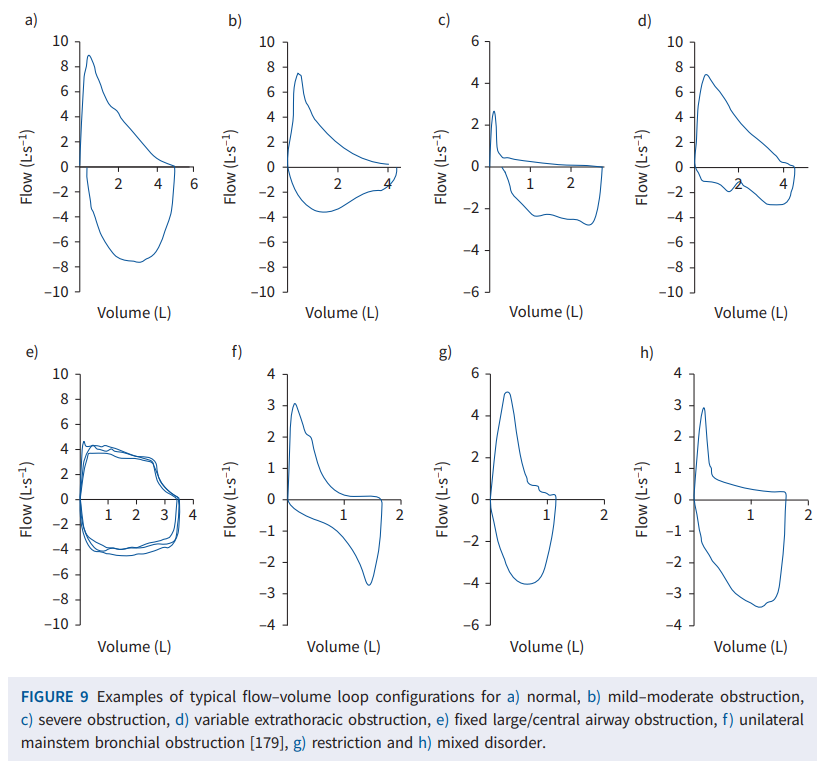 a)
10
8
6
4
2
0
–2
–4
–6
–8
–10
2 4 6
Flow (L·s⁻¹)
Volume (L)
b)
10
8
6
4
2
0
–2
–4
–6
–8
–10
2 4
Flow (L·s⁻¹)
Volume (L)
c)
6
4
2
0
–2
–4
–6
1 2
Flow (L·s⁻¹)
Volume (L)
d)
10
8
6
4
2
0
–2
–4
–6
–8
–10
2 4
Flow (L·s⁻¹)
Volume (L)
e)
10
8
6
4
2
0
–2
–4
–6
–8
–10
1 2 3 4
Flow (L·s⁻¹)
Volume (L)
f)
4
3
2
1
0
–1
–2
–3
–4
1 2
Flow (L·s⁻¹)
Volume (L)
g)
6
4
2
0
–2
–4
–6
1 2
Flow (L·s⁻¹)
Volume (L)
h)
4
3
2
1
0
–1
–2
–3
–4
1 2
Flow (L·s⁻¹)
Volume (L)
FIGURE 9 Examples of typical flow–volume loop configurations for a) normal, b) mild–moderate obstruction,
c) severe obstruction, d) variable extrathoracic obstruction, e) fixed large/central airway obstruction, f) unilateral
mainstem bronchial obstruction [179], g) restriction and h) mixed disorder.